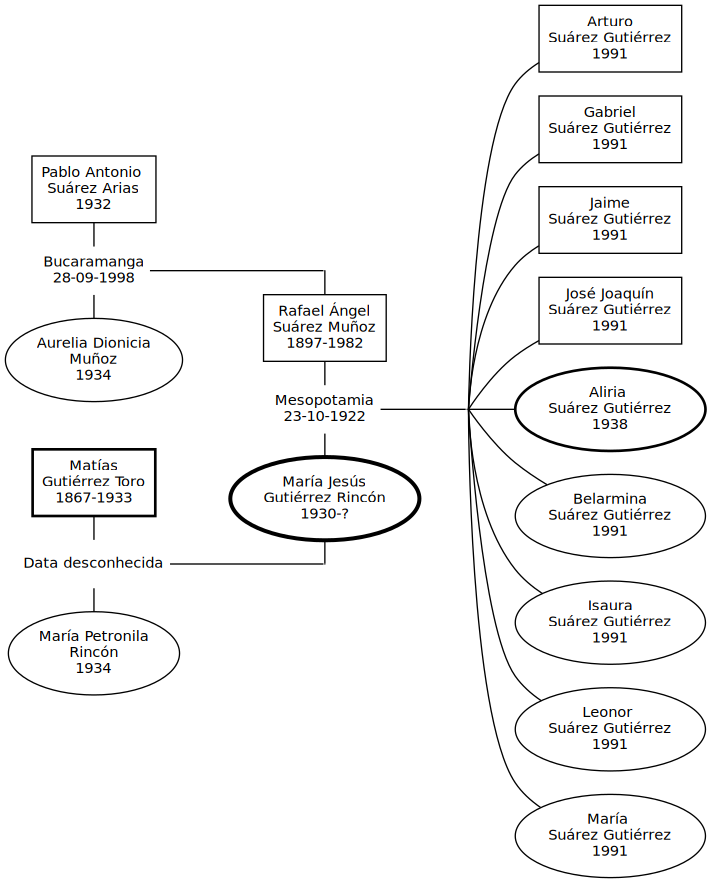 Arturo
Suárez Gutiérrez
1991
Gabriel
Suárez Gutiérrez
1991
Jaime
Suárez Gutiérrez
1991
José Joaquín
Suárez Gutiérrez
1991
Aliria
Suárez Gutiérrez
1938
Belarmina
Suárez Gutiérrez
1991
Isaura
Suárez Gutiérrez
1991
Leonor
Suárez Gutiérrez
1991
María
Suárez Gutiérrez
1991
Pablo Antonio
Suárez Arias
1932
Bucaramanga
28-09-1998
Aurelia Dionicia
Muñoz
1934
Rafael Ángel
Suárez Muñoz
1897-1982
Mesopotamia
23-10-1922
María Jesús
Gutiérrez Rincón
1930-?
Matías
Gutiérrez Toro
1867-1933
Data desconhecida
María Petronila
Rincón
1934